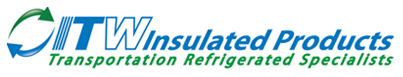 ITW Insulated Products
Transportation Refrigerated Specialists